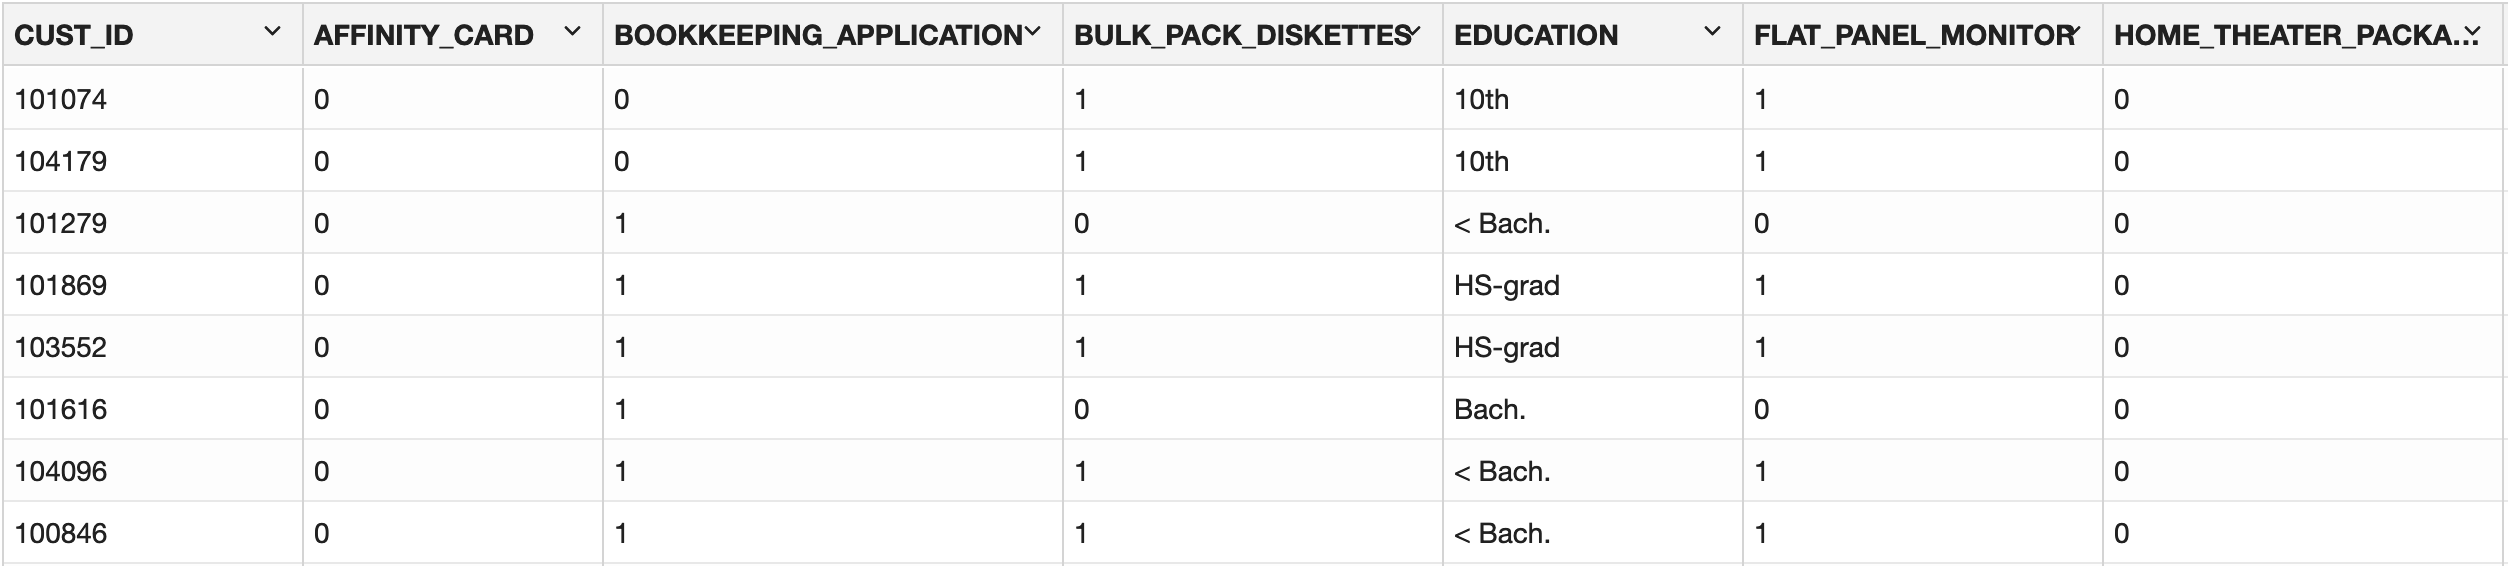 CUST_ID AFFINITY_CARD BOOKKEEPING_APPLICATION BULK_PACK_DISKETTES EDUCATION FLAT_PANEL_MONITOR HOME_THEATER_PACKA...
101074 0 0 1 10th 1 0
104179 0 0 1 10th 1 0
101279 0 1 0 < Bach. 0 0
101869 0 1 1 HS-grad 1 0
103552 0 1 1 HS-grad 1 0
101616 0 1 0 Bach. 0 0
104096 0 1 1 < Bach. 1 0
100846 0 1 1 < Bach. 1 0